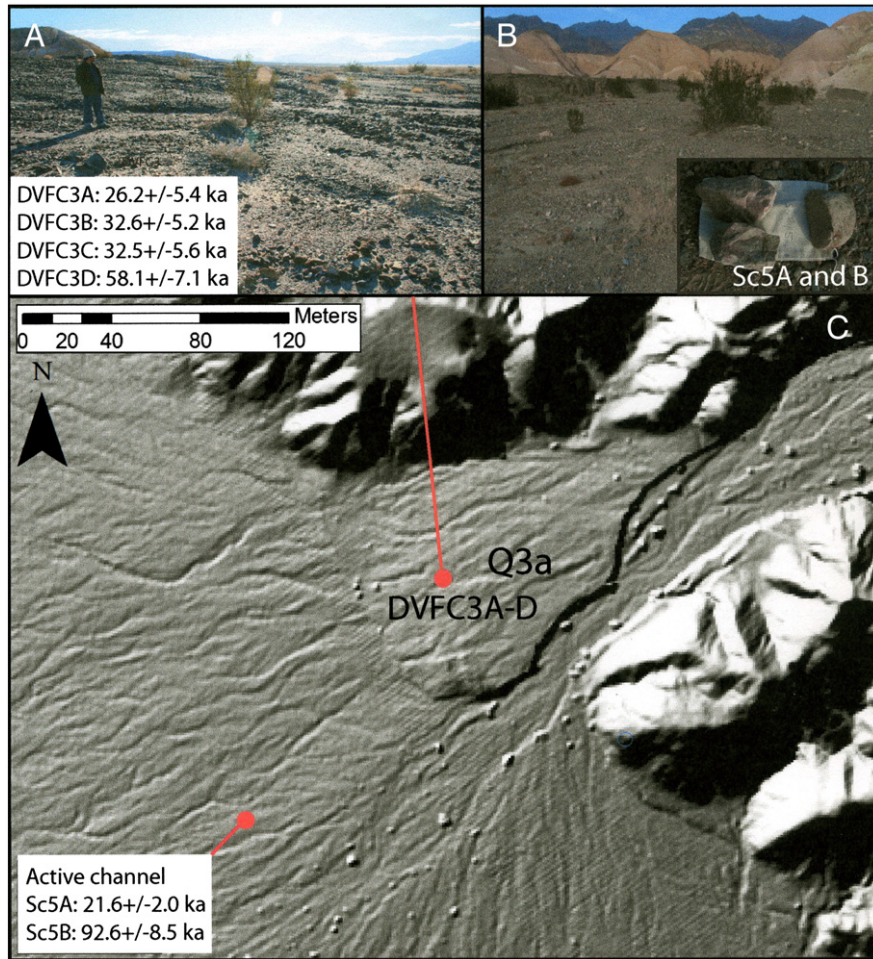 A
DVFC3A: 26.2+/-5.4 ka
DVFC3B: 32.6+/-5.2 ka
DVFC3C: 32.5+/-5.6 ka
DVFC3D: 58.1+/-7.1 ka
B
Sc5A and B
C
Meters
0 20 40 80 120
N
Q3a
DVFC3A-D
Active channel
Sc5A: 21.6+/-2.0 ka
Sc5B: 92.6+/-8.5 ka